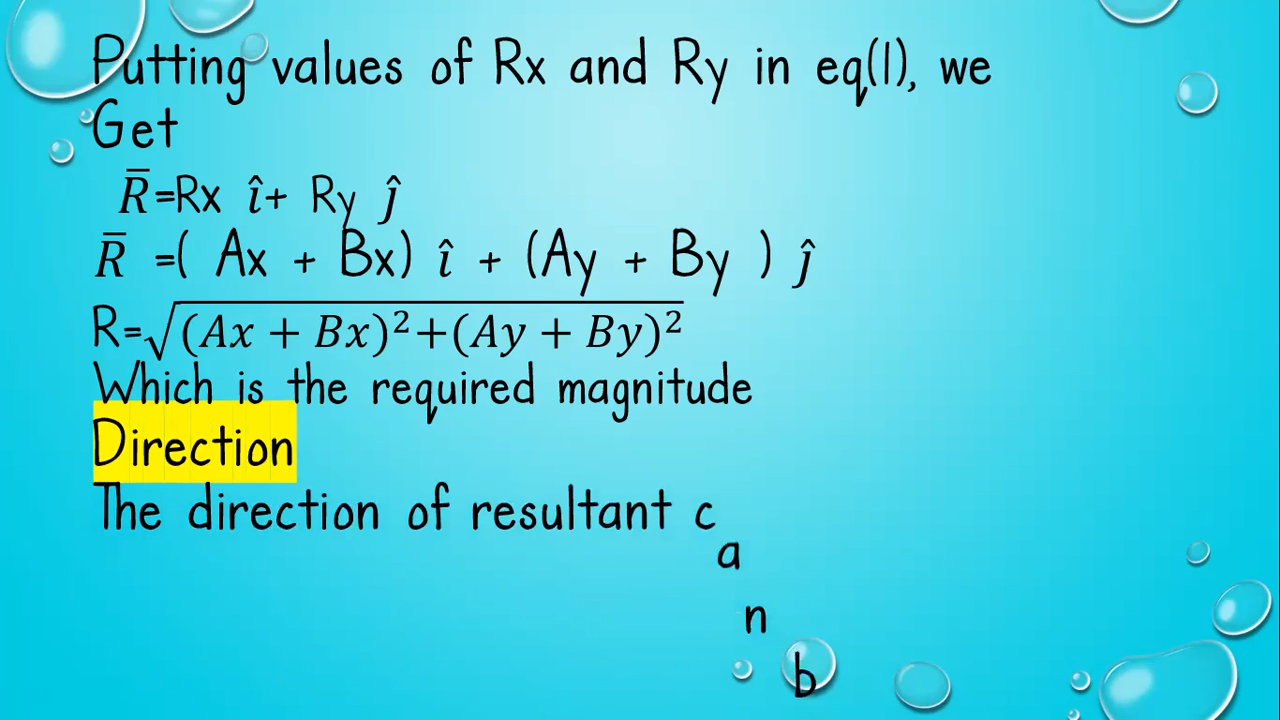 Putting values of Rx and Ry in eq(1), we
Get
R̅=Rx î+ Ry ĵ
R̅ =( Ax + Bx) î + (Ay + By ) ĵ
R=√(Ax + Bx)²+(Ay + By)²
Which is the required magnitude
Direction
The direction of resultant c
a
n
b